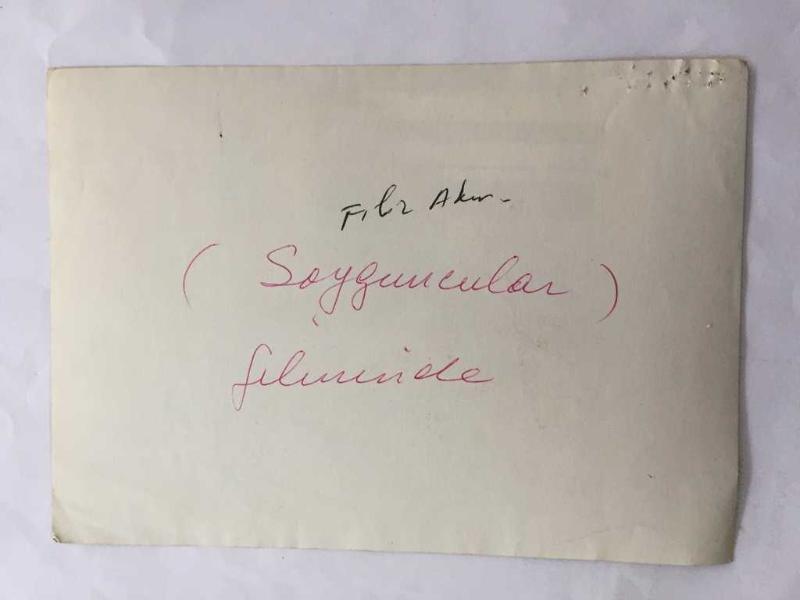 Filiz Akın.
( Soyguncular )
filminde